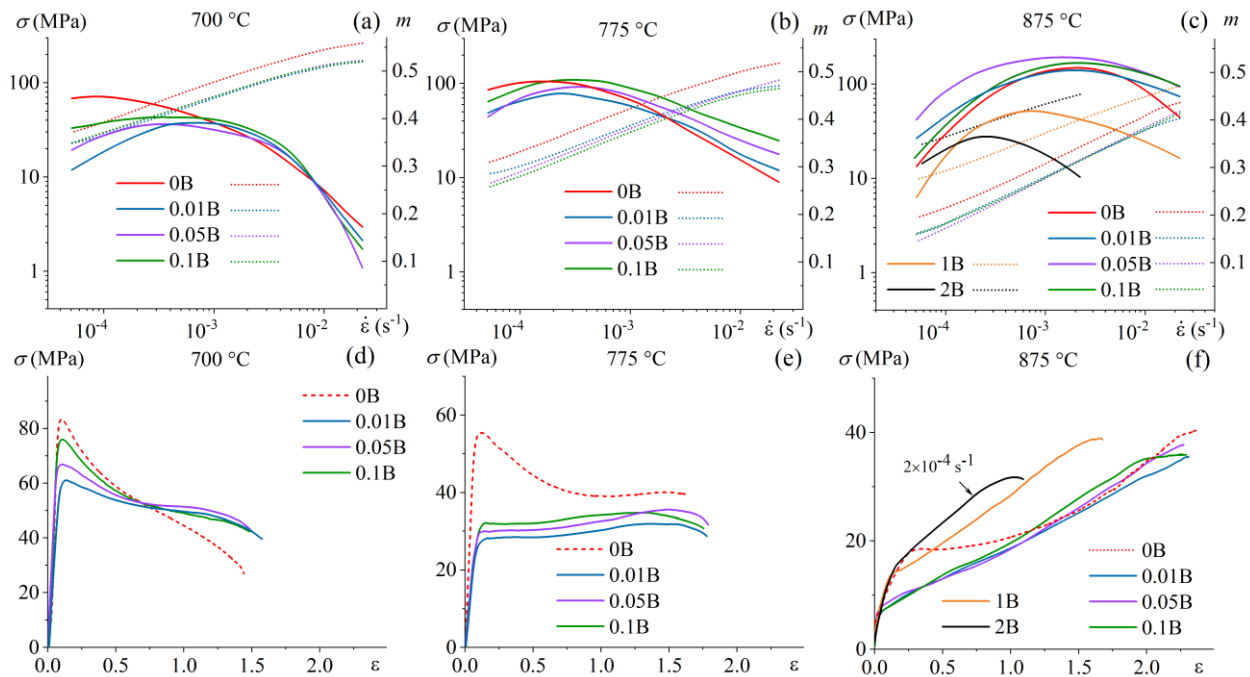 σ (MPa) 700 °C (a) m
100
10
1
0.5
0.4
0.3
0.2
0.1
0B
0.01B
0.05B
0.1B
10⁻⁴ 10⁻³ 10⁻² ε̇ (s⁻¹)
σ (MPa) 775 °C (b) m
100
10
1
0.5
0.4
0.3
0.2
0.1
0B
0.01B
0.05B
0.1B
10⁻⁴ 10⁻³ 10⁻² ε̇ (s⁻¹)
σ (MPa) 875 °C (c) m
100
10
1
0.5
0.4
0.3
0.2
0.1
0B
0.01B
1B 0.05B
2B 0.1B
10⁻⁴ 10⁻³ 10⁻² ε̇ (s⁻¹)
σ (MPa) 700 °C (d)
80
60
40
20
0
0B
0.01B
0.05B
0.1B
0.0 0.5 1.0 1.5 2.0 ε
σ (MPa) 775 °C (e)
60
40
20
0
0B
0.01B
0.05B
0.1B
0.0 0.5 1.0 1.5 2.0 ε
σ (MPa) 875 °C (f)
40
20
0
2×10⁻⁴ s⁻¹
0B
0.01B
1B 0.05B
2B 0.1B
0.0 0.5 1.0 1.5 2.0 ε